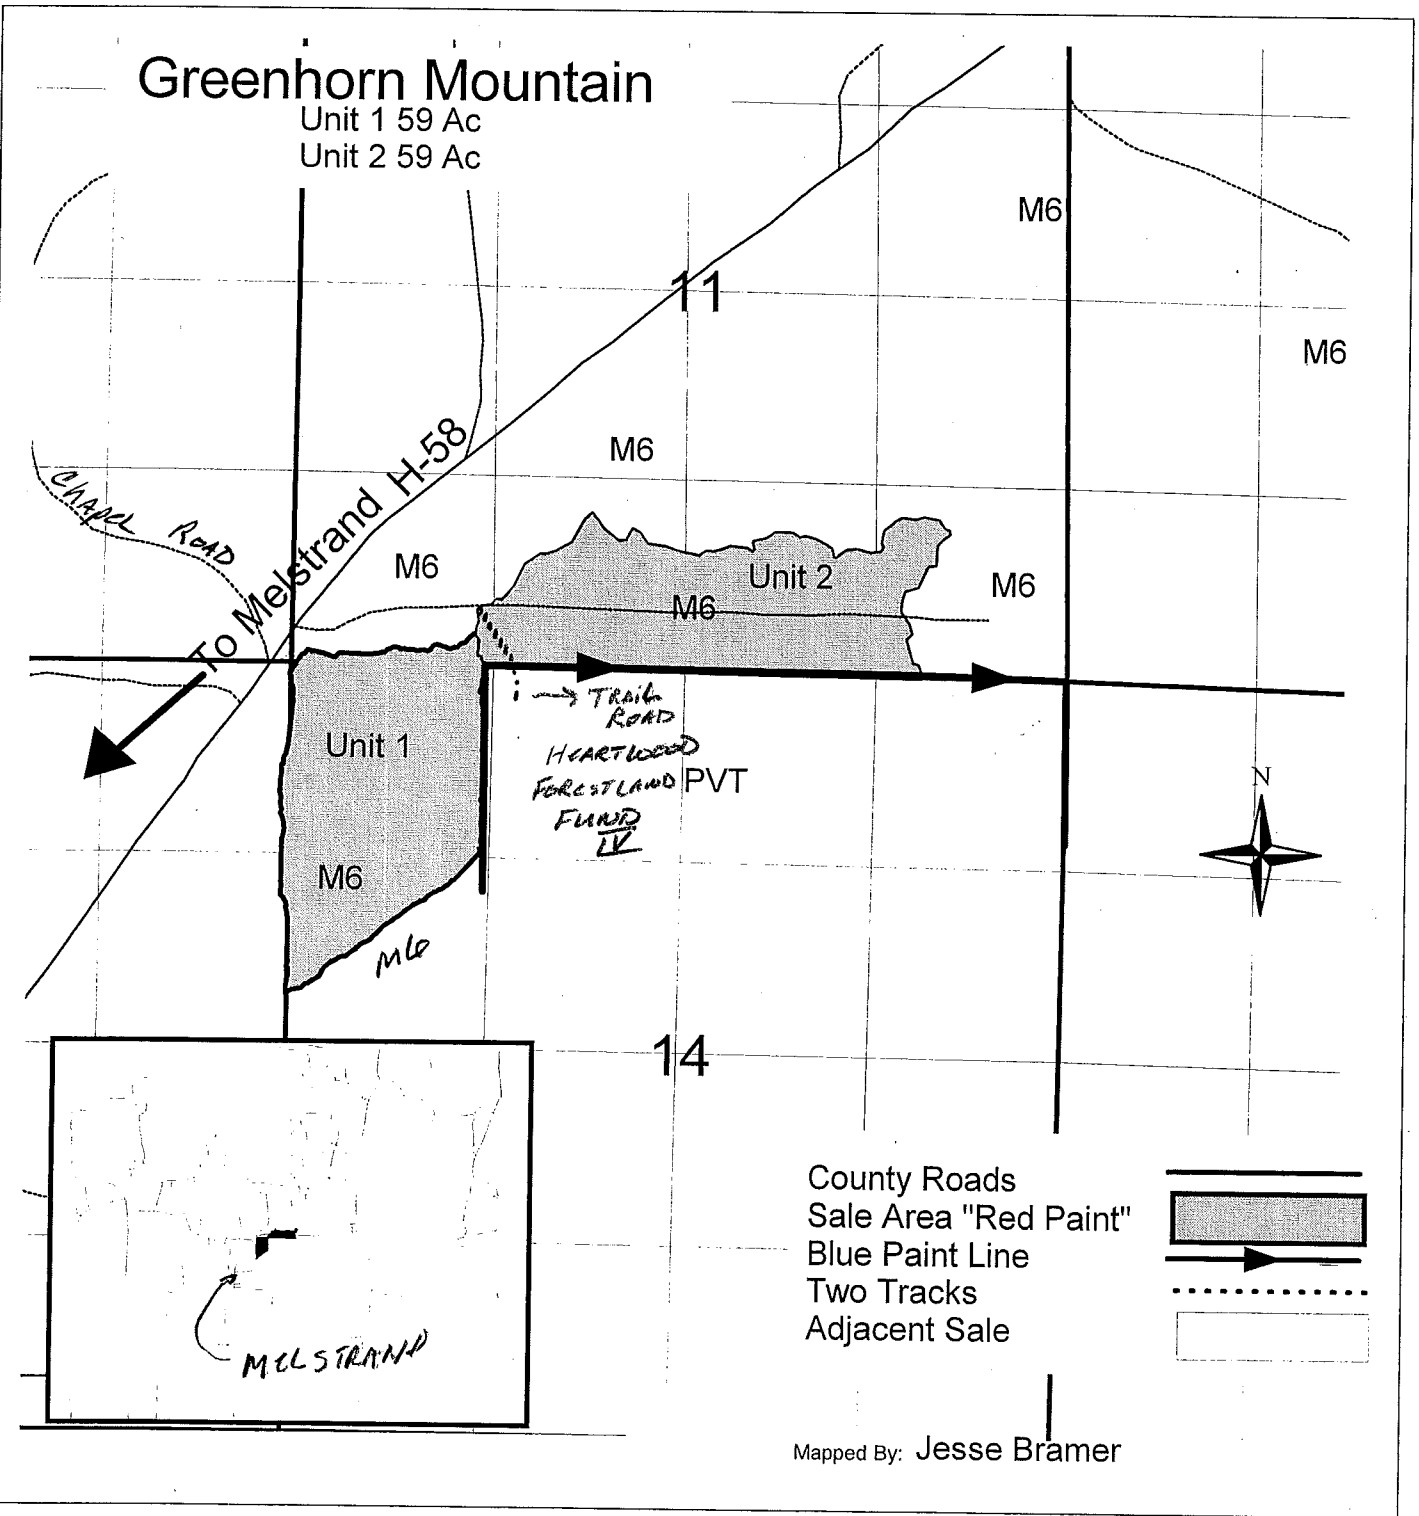 Greenhorn Mountain
Unit 1 59 Ac
Unit 2 59 Ac
M6
11
M6
M6
CHAPEL ROAD
To Melstrand H-58
M6
Unit 2
M6
M6
Unit 1
→ TRAIL
ROAD
HEARTWOOD
FORESTLAND PVT
FUND
IV
N
M6
M6
14
MELSTRAND
County Roads
Sale Area "Red Paint"
Blue Paint Line
Two Tracks
Adjacent Sale
Mapped By: Jesse Bramer